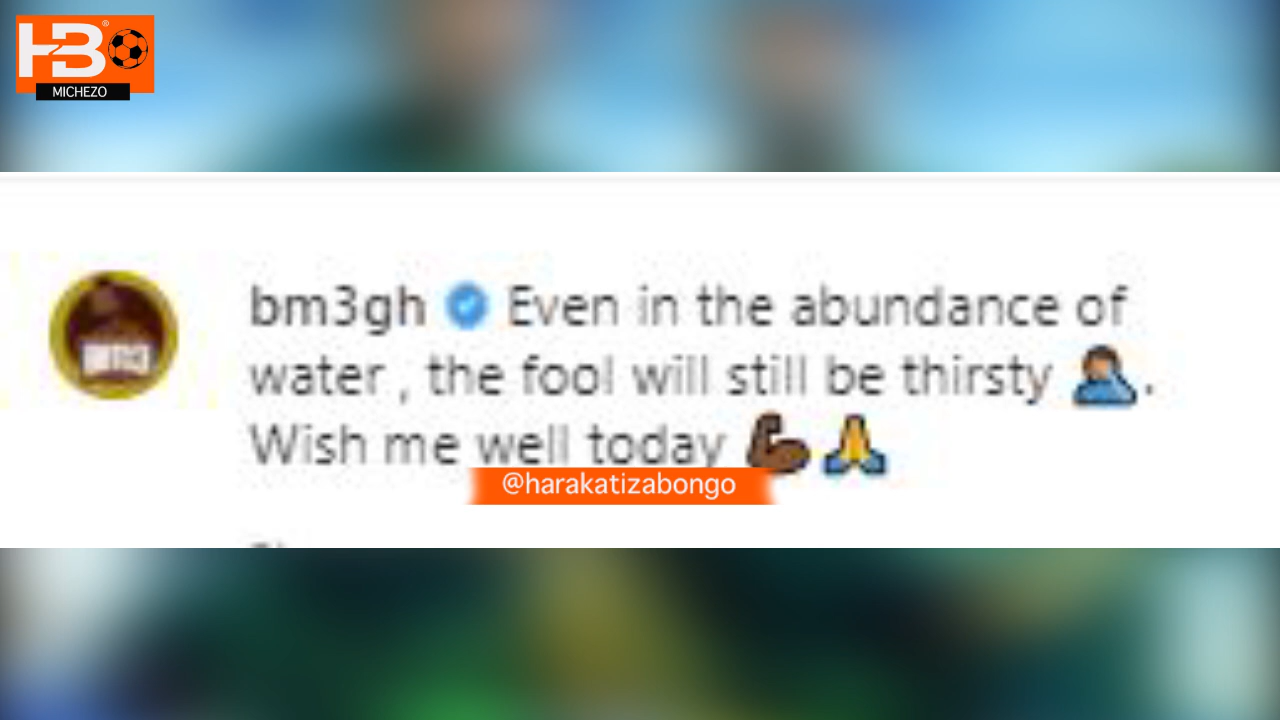 HB®
MICHEZO
bm3gh Even in the abundance of
water , the fool will still be thirsty 🤦🏽‍♂️.
Wish me well today 💪🏿🙏
@harakatizabongo